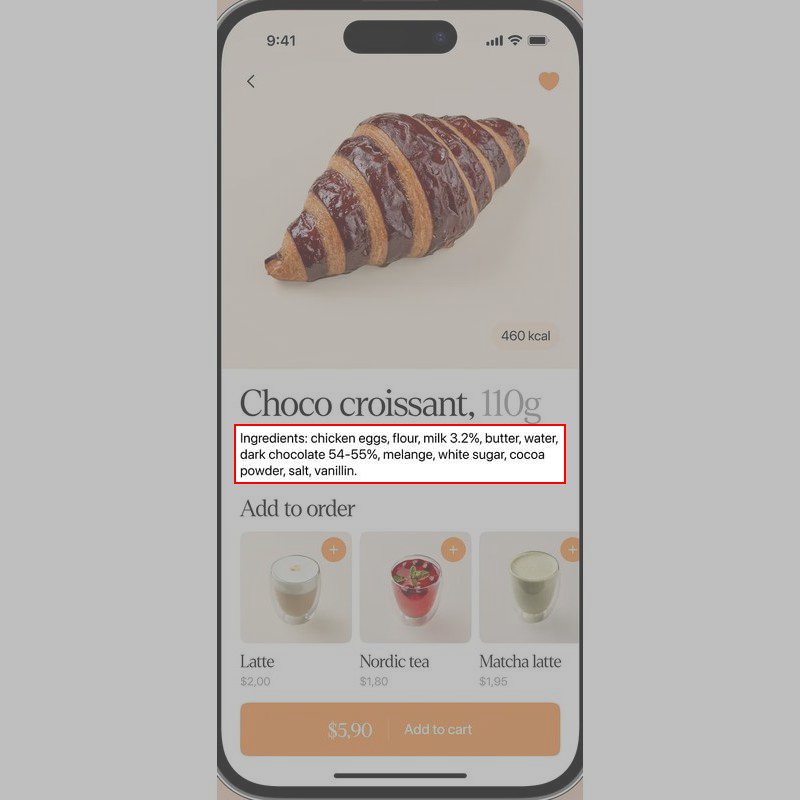 9:41
460 kcal
Choco croissant, 110g
Ingredients: chicken eggs, flour, milk 3.2%, butter, water,
dark chocolate 54-55%, melange, white sugar, cocoa
powder, salt, vanillin.
Add to order
Latte
$2,00
Nordic tea
$1,80
Matcha latte
$1,95
$5,90 Add to cart